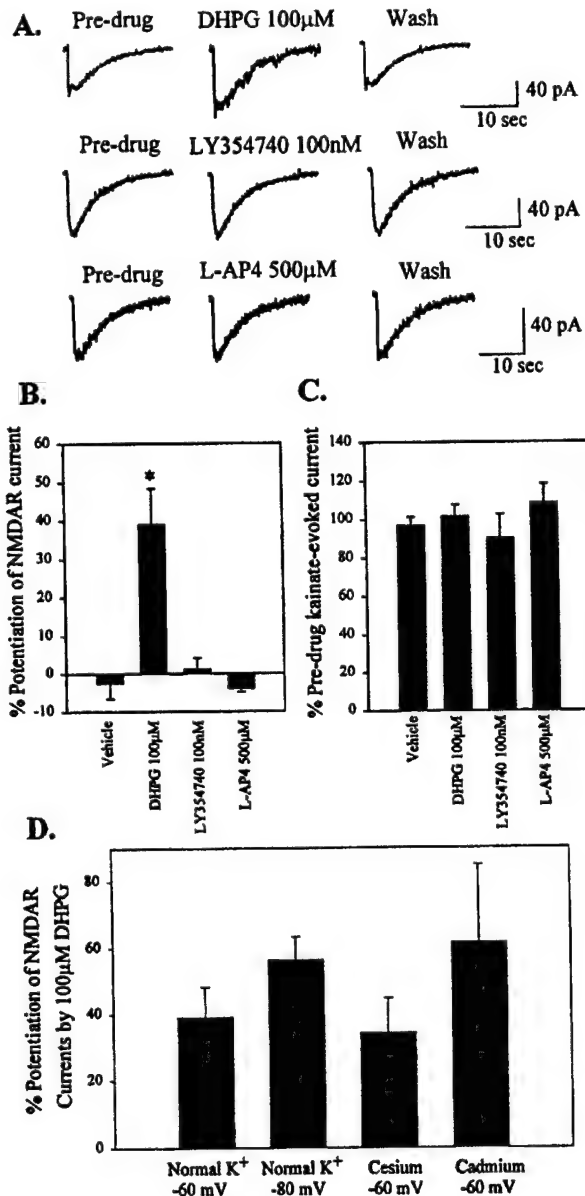 A.
Pre-drug DHPG 100μM Wash
40 pA
10 sec
Pre-drug LY354740 100nM Wash
40 pA
10 sec
Pre-drug L-AP4 500μM Wash
40 pA
10 sec
B.
% Potentiation of NMDAR current
60
50
40
30
20
10
0
-10
*
Vehicle
DHPG 100μM
LY354740 100nM
L-AP4 500μM
C.
% Pre-drug kainate-evoked current
140
120
100
80
60
40
20
0
Vehicle
DHPG 100μM
LY354740 100nM
L-AP4 500μM
D.
% Potentiation of NMDAR
Currents by 100μM DHPG
80
60
40
20
0
Normal K⁺ Normal K⁺ Cesium Cadmium
-60 mV -80 mV -60 mV -60 mV